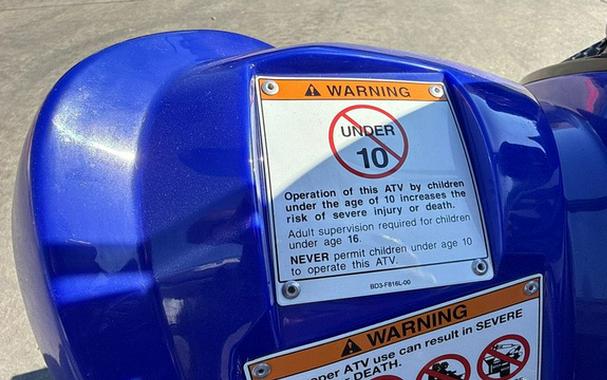 WARNING
UNDER
10
Operation of this ATV by children
under the age of 10 increases the
risk of severe injury or death.
Adult supervision required for children
under age 16.
NEVER permit children under age 10
to operate this ATV.
BD3-F816L-00
WARNING
ATV use can result in SEVERE
DEATH.